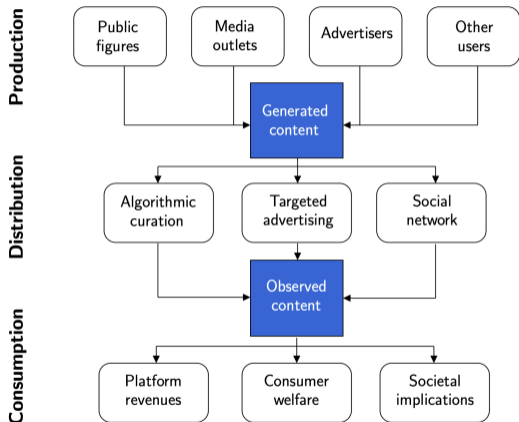 Production
Public
figures
Media
outlets
Advertisers
Other
users
Generated
content
Distribution
Algorithmic
curation
Targeted
advertising
Social
network
Observed
content
Consumption
Platform
revenues
Consumer
welfare
Societal
implications